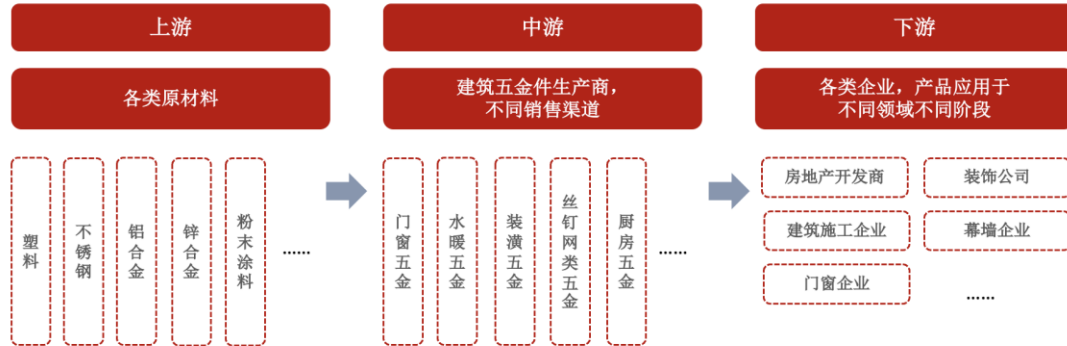 上游
中游
下游
各类原材料
建筑五金件生产商，
不同销售渠道
各类企业，产品应用于
不同领域不同阶段
塑料
不锈钢
铝合金
锌合金
粉末涂料
……
门窗五金
水暖五金
装潢五金
丝钉网类五金
厨房五金
……
房地产开发商
装饰公司
建筑施工企业
幕墙企业
门窗企业
……